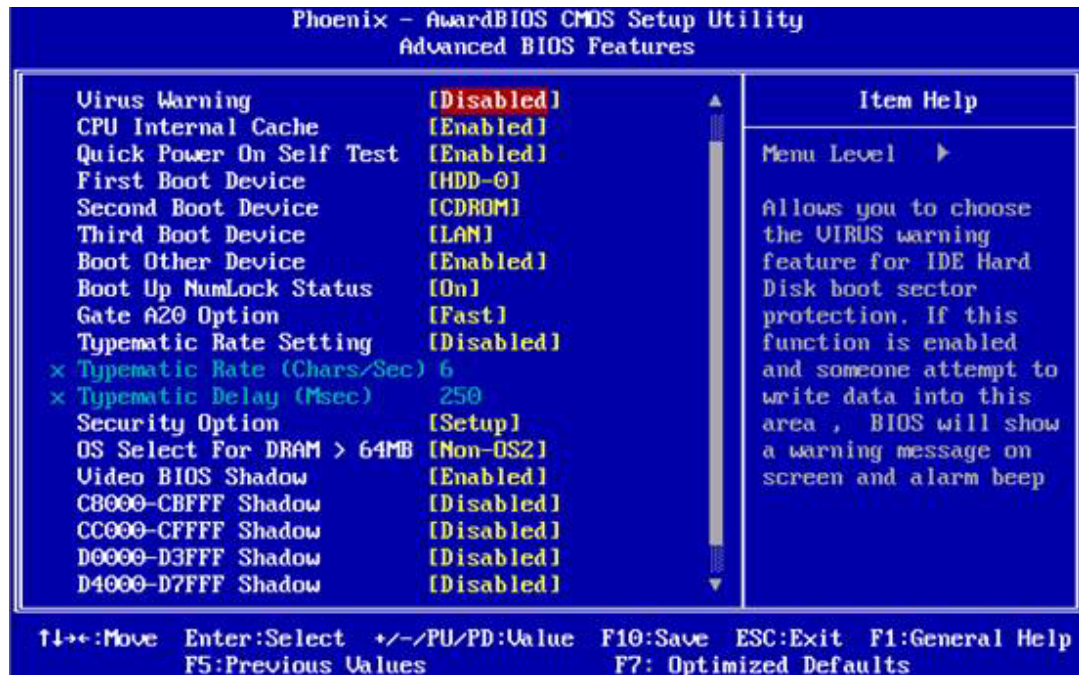 Phoenix - AwardBIOS CMOS Setup Utility
Advanced BIOS Features
Virus Warning [Disabled]
CPU Internal Cache [Enabled]
Quick Power On Self Test [Enabled]
First Boot Device [HDD-0]
Second Boot Device [CDROM]
Third Boot Device [LAN]
Boot Other Device [Enabled]
Boot Up NumLock Status [On]
Gate A20 Option [Fast]
Typematic Rate Setting [Disabled]
x Typematic Rate (Chars/Sec) 6
x Typematic Delay (Msec) 250
Security Option [Setup]
OS Select For DRAM > 64MB [Non-OS2]
Video BIOS Shadow [Enabled]
C8000-CBFFF Shadow [Disabled]
CC000-CFFFF Shadow [Disabled]
D0000-D3FFF Shadow [Disabled]
D4000-D7FFF Shadow [Disabled]
Item Help
Menu Level ▶
Allows you to choose
the VIRUS warning
feature for IDE Hard
Disk boot sector
protection. If this
function is enabled
and someone attempt to
write data into this
area , BIOS will show
a warning message on
screen and alarm beep
↑↓→←:Move Enter:Select +/-/PU/PD:Value F10:Save ESC:Exit F1:General Help
F5:Previous Values F7: Optimized Defaults